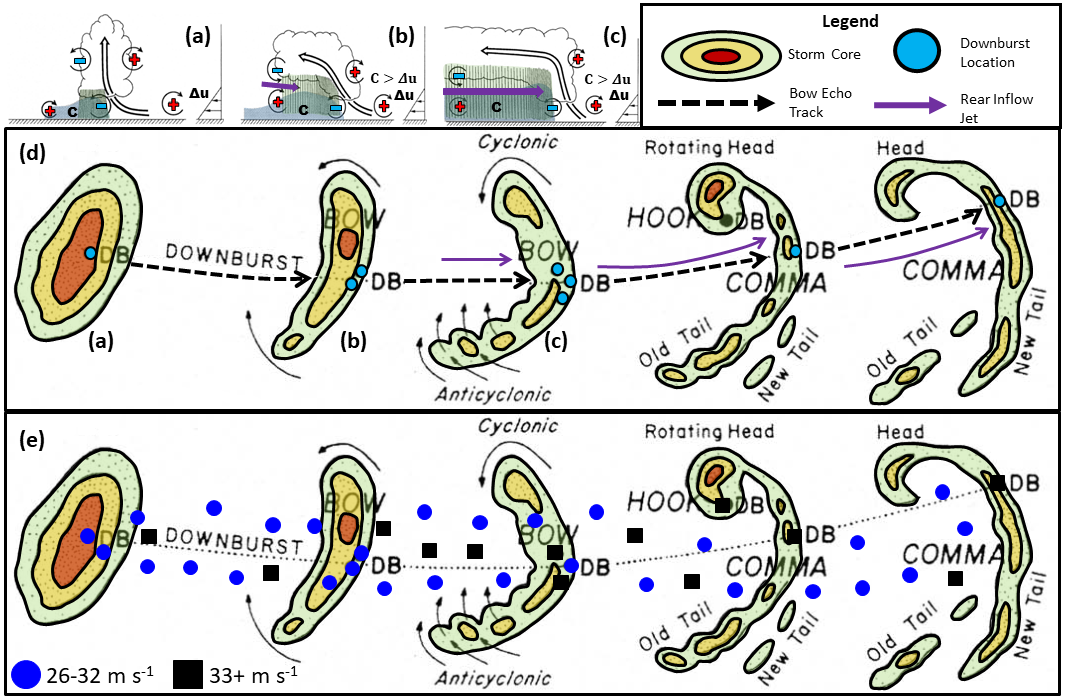 (a)
C
Δu
(b)
C > Δu
Δu
(c)
C > Δu
C
Δu
Legend
Storm Core
Downburst
Location
Bow Echo
Track
Rear Inflow
Jet
(d)
DB
DOWNBURST
(a)
BOW
DB
(b)
Cyclonic
BOW
DB
(c)
Anticyclonic
Rotating Head
HOOK
DB
DB
COMMA
Old Tail
New Tail
Head
DB
COMMA
Old Tail
New Tail
(e)
DB
DOWNBURST
BOW
DB
Cyclonic
BOW
DB
Anticyclonic
Rotating Head
HOOK
DB
DB
COMMA
Old Tail
New Tail
Head
DB
COMMA
Old Tail
New Tail
26-32 m s⁻¹
33+ m s⁻¹